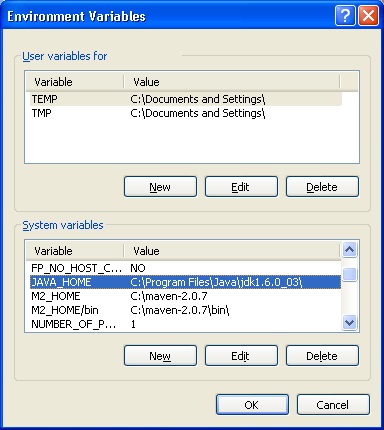 Environment Variables
User variables for
Variable Value
TEMP C:\Documents and Settings\
TMP C:\Documents and Settings\
New Edit Delete
System variables
Variable Value
FP_NO_HOST_C... NO
JAVA_HOME C:\Program Files\Java\jdk1.6.0_03\
M2_HOME C:\maven-2.0.7
M2_HOME/bin C:\maven-2.0.7\bin\
NUMBER_OF_P... 1
New Edit Delete
OK Cancel